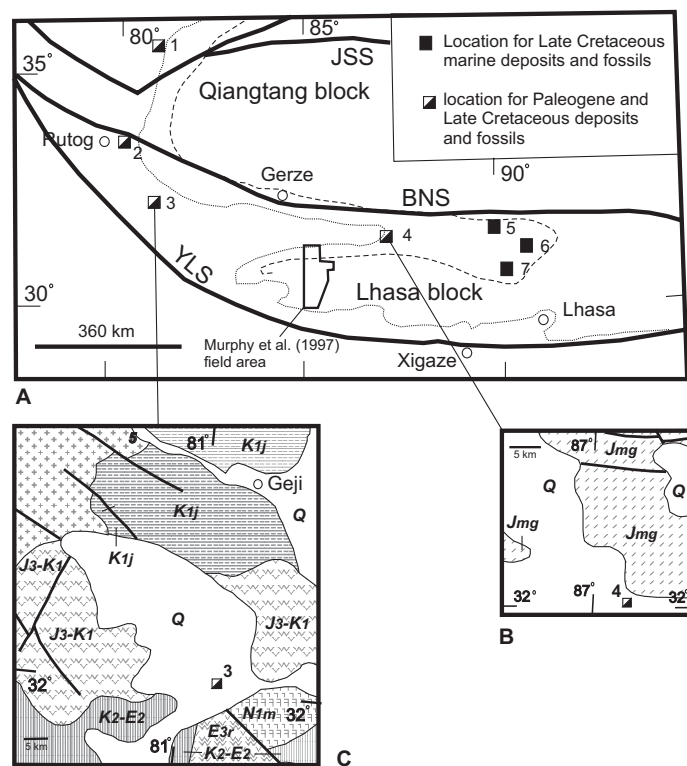 80° 85°
1
JSS
35°
Qiangtang block
Location for Late Cretaceous
marine deposits and fossils
location for Paleogene and
Late Cretaceous deposits
and fossils
Rutog
2
Gerze
90°
BNS
3
4
5
6
7
YLS
30°
Lhasa block
360 km
Lhasa
Murphy et al. (1997)
field area
Xigaze
A
5
81°
K1j
Geji
K1j
Q
K1j
J3-K1
Q
J3-K1
J3-K1
3
32°
K2-E2
N1m
32°
E3r
5 km
81°
K2-E2
C
5 km
87°
Jmg
Q
Q
Jmg
Jmg
32°
87°
4
32°
B